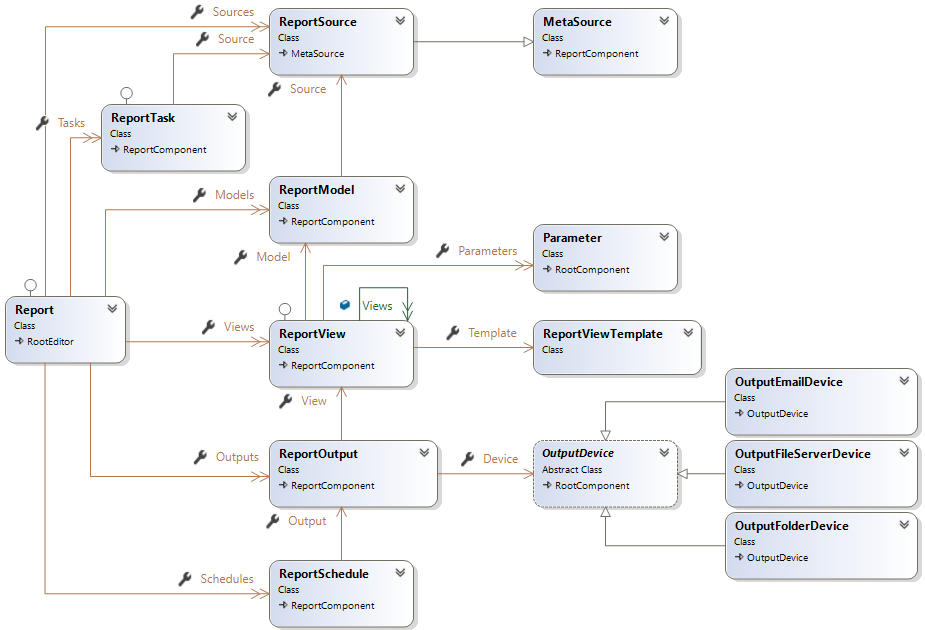 Sources
ReportSource
Class
MetaSource
MetaSource
Class
ReportComponent
Source
Source
Tasks
ReportTask
Class
ReportComponent
Models
ReportModel
Class
ReportComponent
Model
Parameters
Parameter
Class
RootComponent
Report
Class
RootEditor
Views
Views
ReportView
Class
ReportComponent
Template
ReportViewTemplate
Class
View
OutputEmailDevice
Class
OutputDevice
Outputs
ReportOutput
Class
ReportComponent
Device
OutputDevice
Abstract Class
RootComponent
OutputFileServerDevice
Class
OutputDevice
Output
OutputFolderDevice
Class
OutputDevice
Schedules
ReportSchedule
Class
ReportComponent